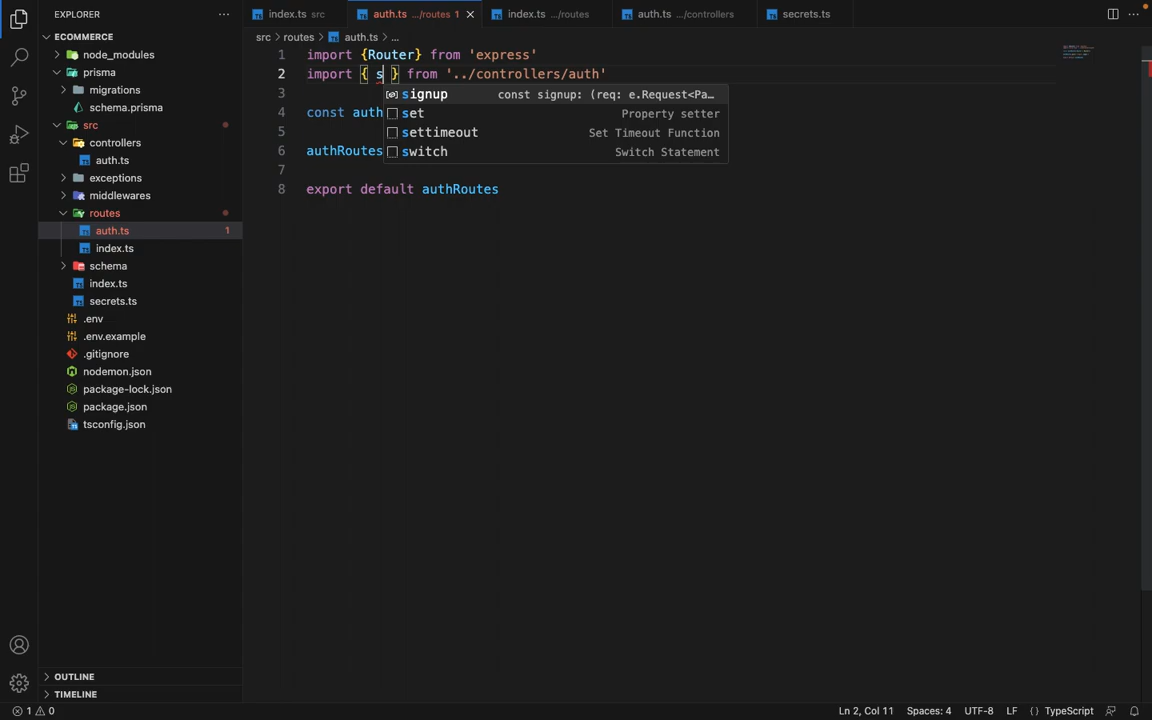 EXPLORER
ECOMMERCE
node_modules
prisma
migrations
schema.prisma
src
controllers
auth.ts
exceptions
middlewares
routes
auth.ts 1
index.ts
schema
index.ts
secrets.ts
.env
.env.example
.gitignore
nodemon.json
package-lock.json
package.json
tsconfig.json
OUTLINE
TIMELINE
index.ts src
auth.ts .../routes 1
index.ts .../routes
auth.ts .../controllers
secrets.ts
src > routes > auth.ts > ...
1 import {Router} from 'express'
2 import { s } from '../controllers/auth'
3
4 const auth
5
6 authRoutes
7
8 export default authRoutes
signup const signup: (req: e.Request<Pa…
set Property setter
settimeout Set Timeout Function
switch Switch Statement
1 0
Ln 2, Col 11
Spaces: 4
UTF-8
LF
{ } TypeScript